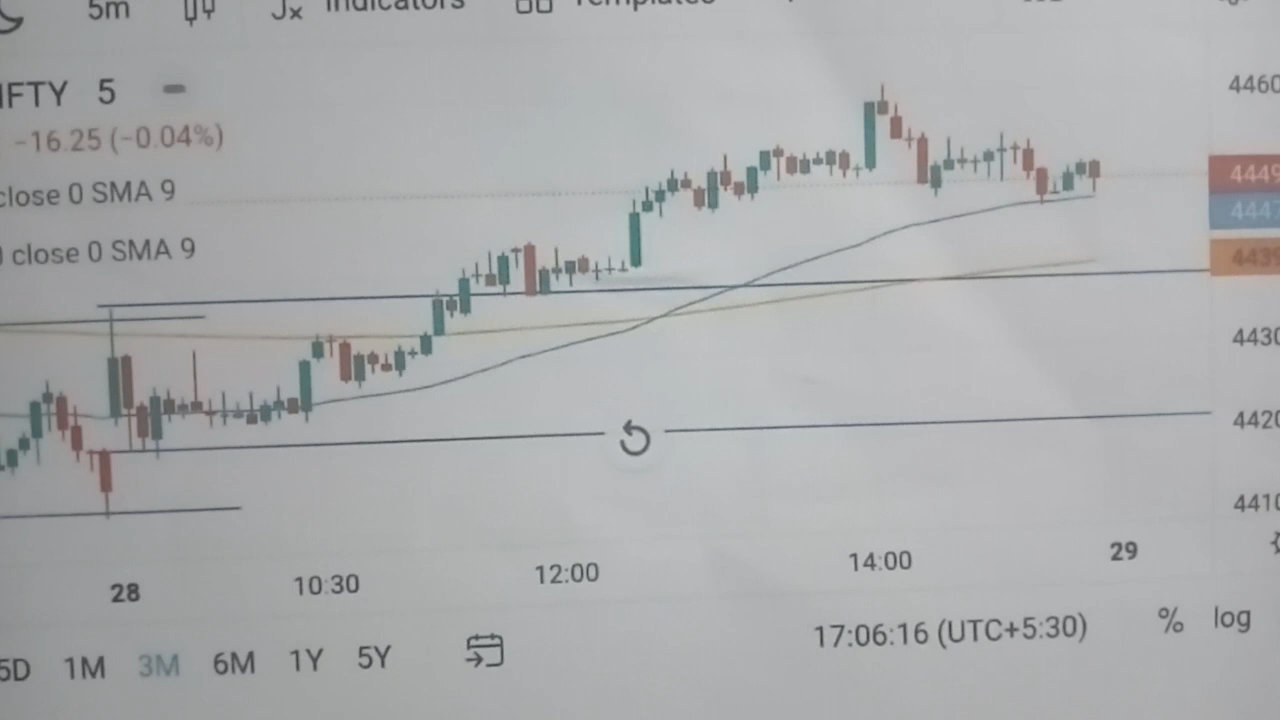 5m Indicators Templates
IFTY 5
-16.25 (-0.04%)
close 0 SMA 9
close 0 SMA 9
4460
4449
4447
4439
4430
4420
4410
28 10:30 12:00 14:00 29
5D 1M 3M 6M 1Y 5Y
17:06:16 (UTC+5:30) % log